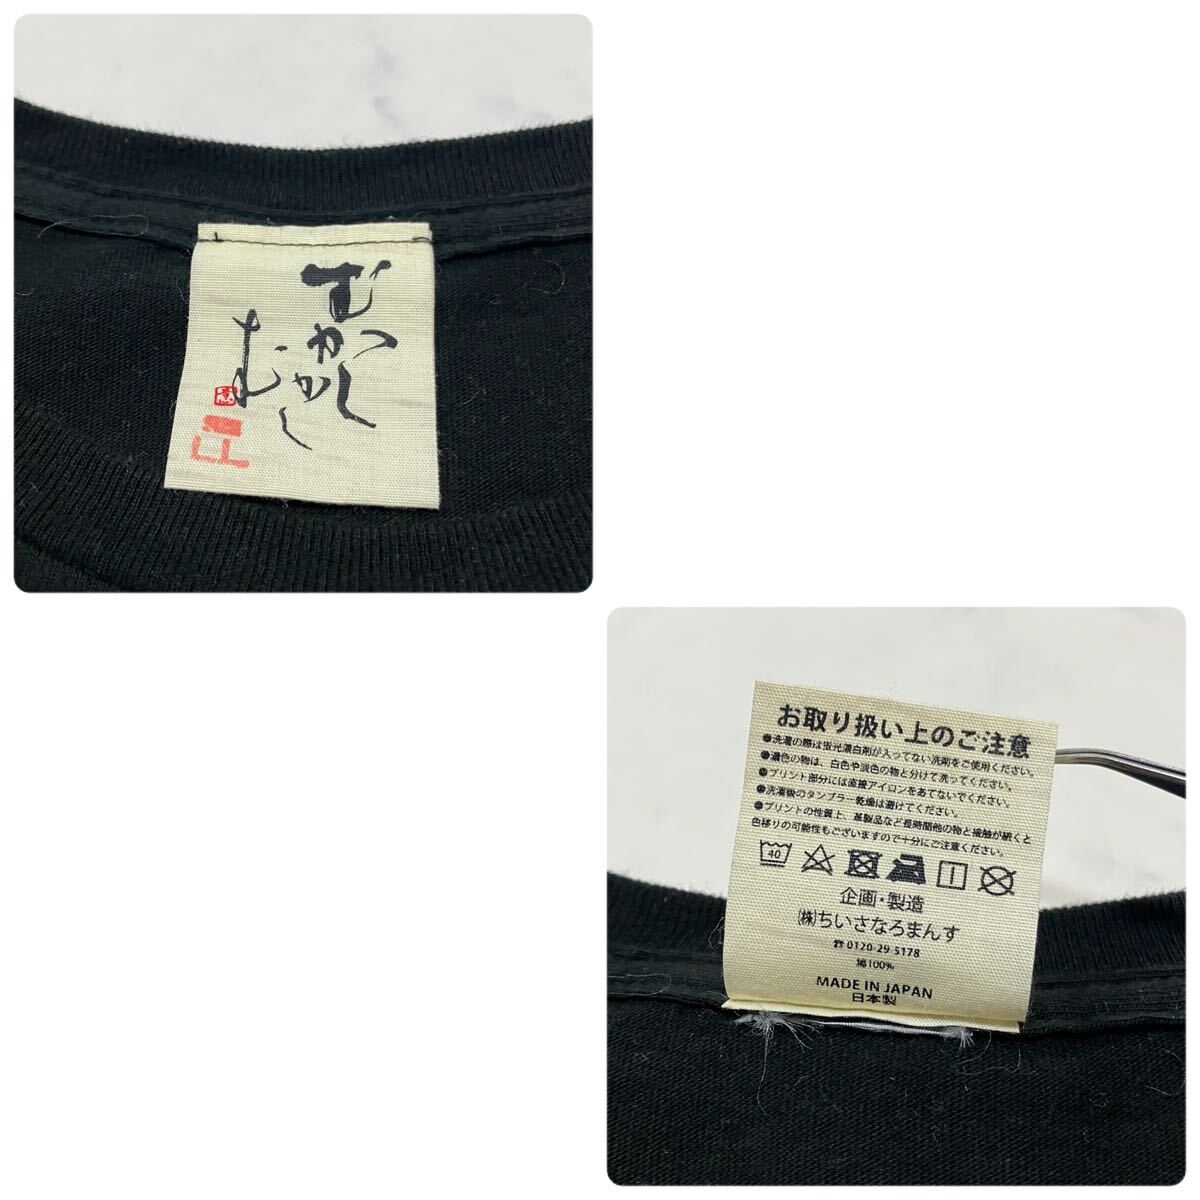 むかし
むかし
お取り扱い上のご注意
●洗濯の際は蛍光漂白剤が入ってない洗剤をご使用ください。
●濃色の物は、白色や淡色の物と分けて洗ってください。
●プリント部分には直接アイロンをあてないでください。
●洗濯後のタンブラー乾燥は避けてください。
●プリントの性質上、革製品など長時間他の物と接触が続くと
色移りの可能性もございますので十分にご注意ください。
40
企画・製造
㈱ちいさなろまんす
☎0120-29-5178
綿100%
MADE IN JAPAN
日本製